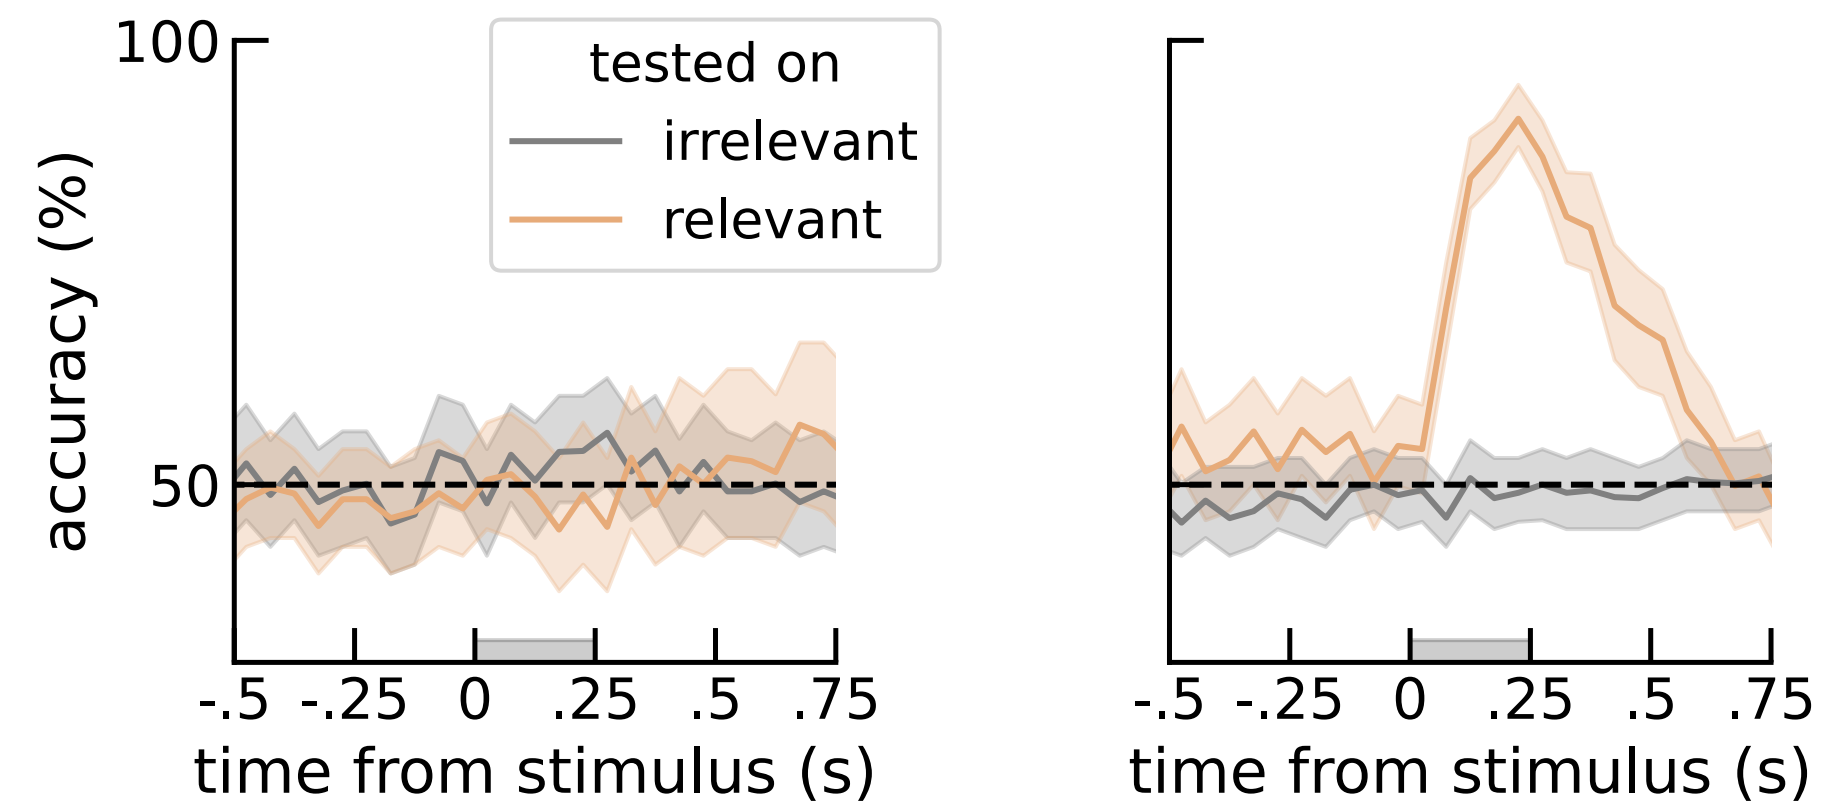 100
50
accuracy (%)
tested on
irrelevant
relevant
-.5 -.25 0 .25 .5 .75
time from stimulus (s)
-.5 -.25 0 .25 .5 .75
time from stimulus (s)